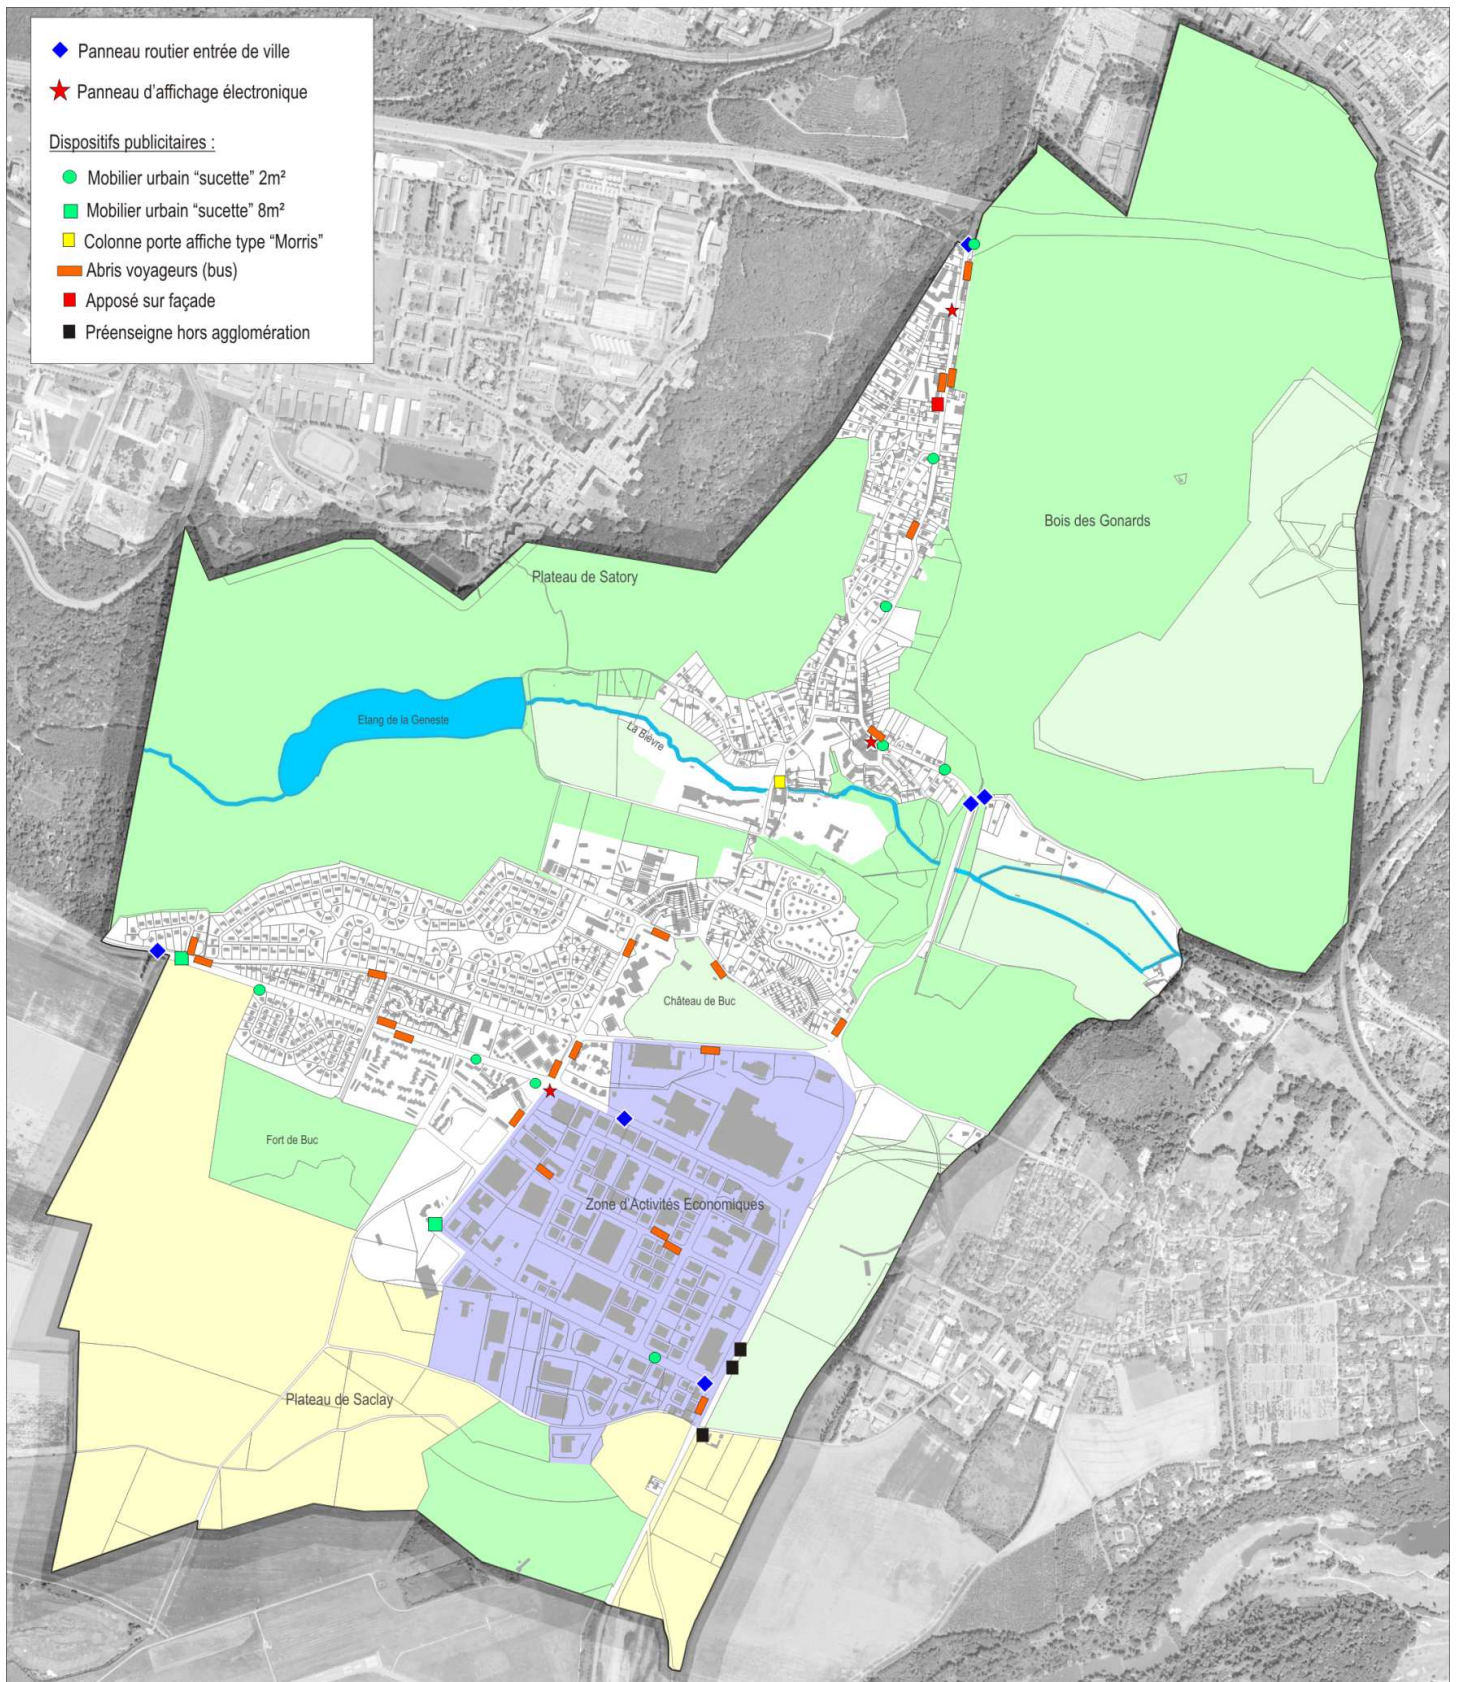 Panneau routier entrée de ville
Panneau d'affichage électronique
Dispositifs publicitaires :
Mobilier urbain "sucette" 2m²
Mobilier urbain "sucette" 8m²
Colonne porte affiche type "Morris"
Abris voyageurs (bus)
Apposé sur façade
Préenseigne hors agglomération
Bois des Gonards
Plateau de Satory
Etang de la Geneste
La Bièvre
Château de Buc
Fort de Buc
Zone d'Activités Economiques
Plateau de Saclay